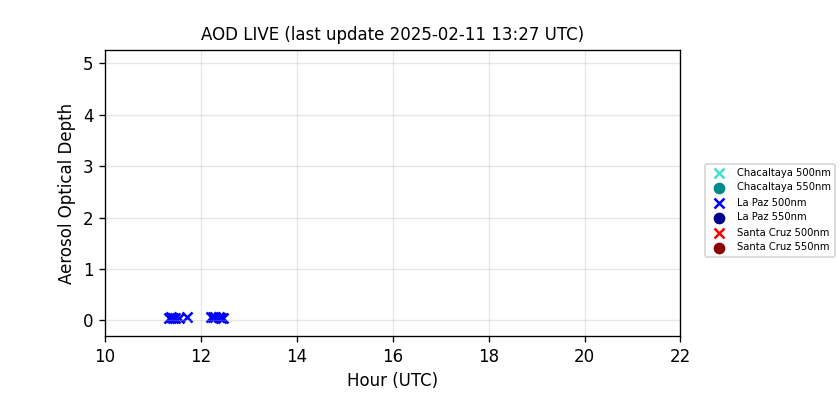 AOD LIVE (last update 2025-02-11 13:27 UTC)
5
4
3
2
1
0
Aerosol Optical Depth
10 12 14 16 18 20 22
Hour (UTC)
Chacaltaya 500nm
Chacaltaya 550nm
La Paz 500nm
La Paz 550nm
Santa Cruz 500nm
Santa Cruz 550nm